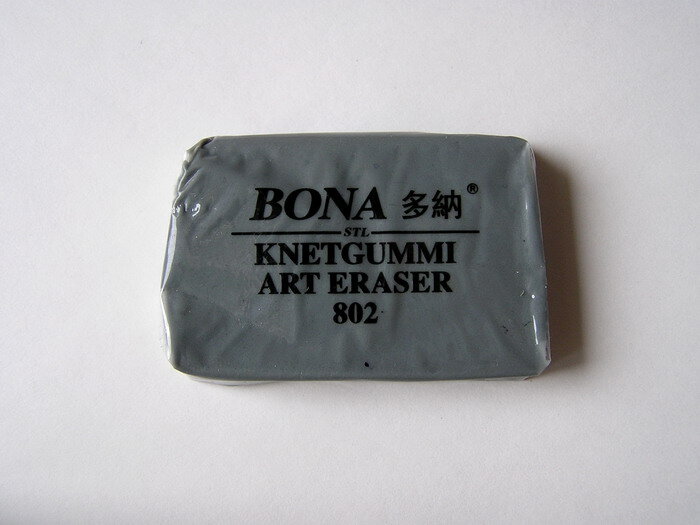 BONA 多納®
STL
KNETGUMMI
ART ERASER
802